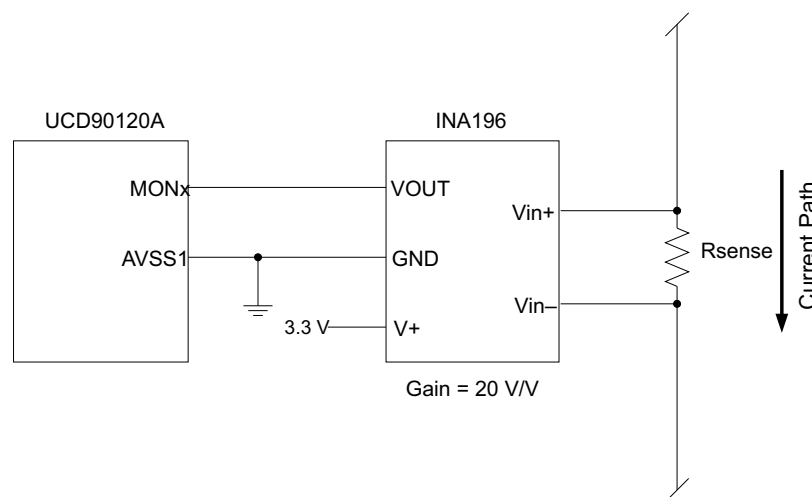 UCD90120A
INA196
MONx
VOUT
Vin+
AVSS1
GND
Rsense
Current Path
Vin–
3.3 V
V+
Gain = 20 V/V